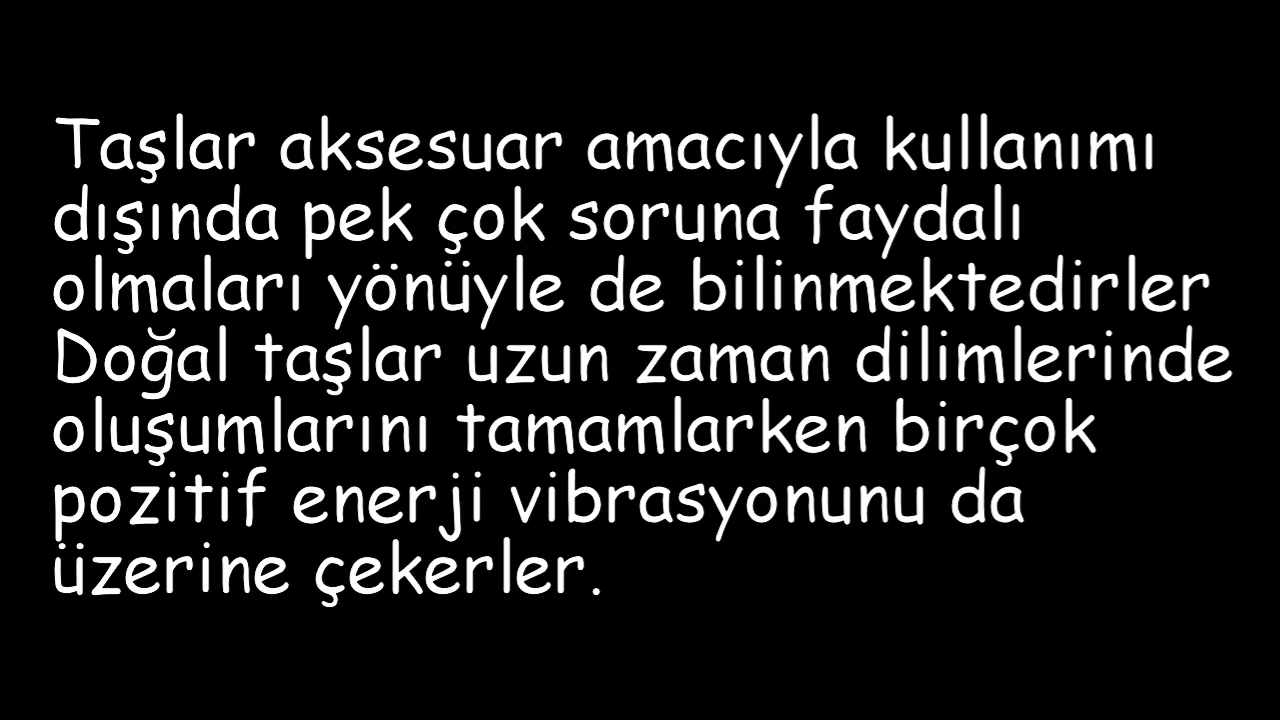 Taşlar aksesuar amacıyla kullanımı
dışında pek çok soruna faydalı
olmaları yönüyle de bilinmektedirler
Doğal taşlar uzun zaman dilimlerinde
oluşumlarını tamamlarken birçok
pozitif enerji vibrasyonunu da
üzerine çekerler.